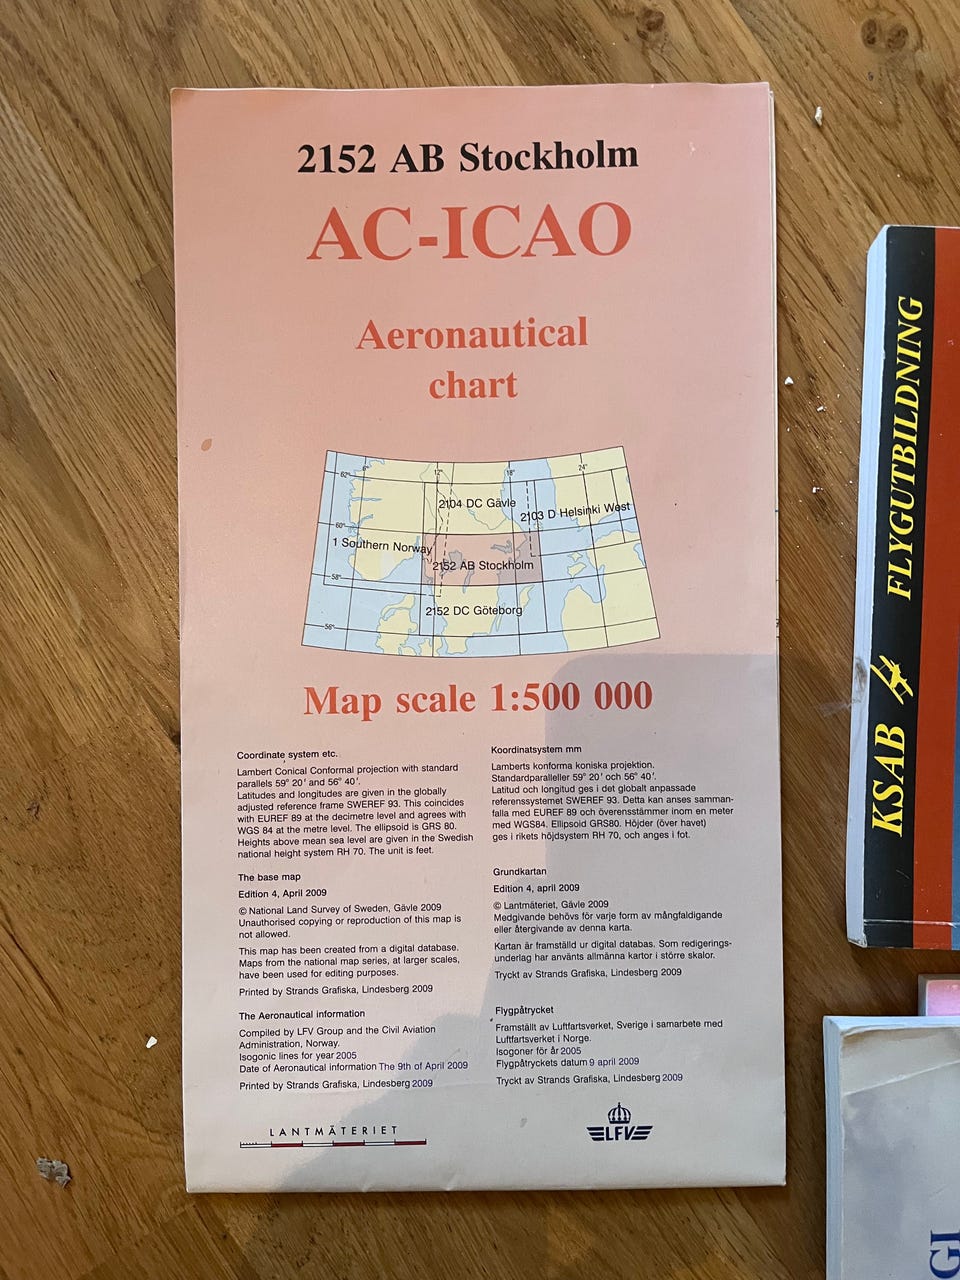 2152 AB Stockholm
AC-ICAO
Aeronautical
chart
62°
6°
12°
18°
24°
2104 DC Gävle
2103 D Helsinki West
60°
1 Southern Norway
2152 AB Stockholm
58°
2152 DC Göteborg
56°
Map scale 1:500 000
Coordinate system etc.
Lambert Conical Conformal projection with standard
parallels 59° 20′ and 56° 40′.
Latitudes and longitudes are given in the globally
adjusted reference frame SWEREF 93. This coincides
with EUREF 89 at the decimetre level and agrees with
WGS 84 at the metre level. The ellipsoid is GRS 80.
Heights above mean sea level are given in the Swedish
national height system RH 70. The unit is feet.
The base map
Edition 4, April 2009
© National Land Survey of Sweden, Gävle 2009
Unauthorised copying or reproduction of this map is
not allowed.
This map has been created from a digital database.
Maps from the national map series, at larger scales,
have been used for editing purposes.
Printed by Strands Grafiska, Lindesberg 2009
The Aeronautical information
Compiled by LFV Group and the Civil Aviation
Administration, Norway.
Isogonic lines for year 2005
Date of Aeronautical information The 9th of April 2009
Printed by Strands Grafiska, Lindesberg 2009
LANTMÄTERIET
Koordinatsystem mm
Lamberts konforma koniska projektion.
Standardparalleller 59° 20′ och 56° 40′.
Latitud och longitud ges i det globalt anpassade
referenssystemet SWEREF 93. Detta kan anses samman-
falla med EUREF 89 och överensstämmer inom en meter
med WGS84. Ellipsoid GRS80. Höjder (över havet)
ges i rikets höjdsystem RH 70, och anges i fot.
Grundkartan
Edition 4, april 2009
© Lantmäteriet, Gävle 2009
Medgivande behövs för varje form av mångfaldigande
eller återgivande av denna karta.
Kartan är framställd ur digital databas. Som redigerings-
underlag har använts allmänna kartor i större skalor.
Tryckt av Strands Grafiska, Lindesberg 2009
Flygpåtrycket
Framställt av Luftfartsverket, Sverige i samarbete med
Luftfartsverket i Norge.
Isogoner för år 2005
Flygpåtryckets datum 9 april 2009
Tryckt av Strands Grafiska, Lindesberg 2009
LFV
KSAB FLYGUTBILDNING
GI